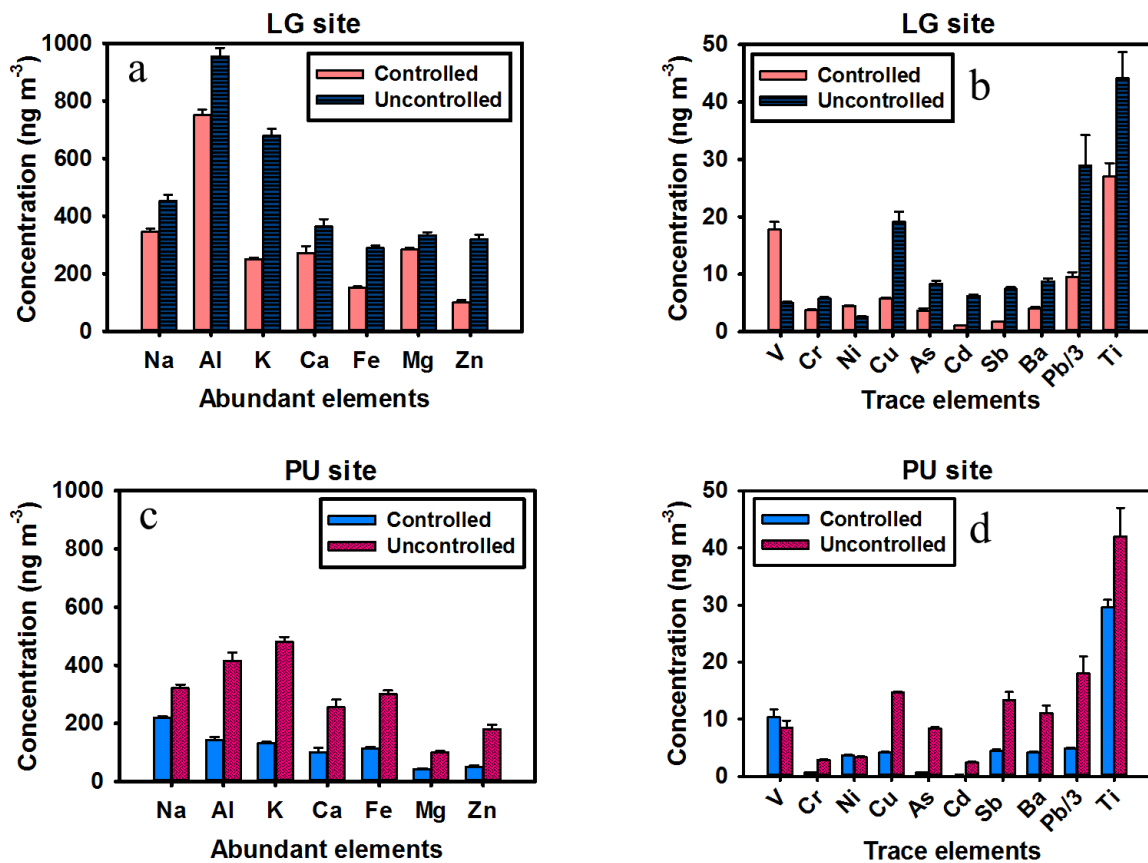 LG site
a
Controlled
Uncontrolled
Concentration (ng m-3)
1000
800
600
400
200
0
Na Al K Ca Fe Mg Zn
Abundant elements
LG site
b
Controlled
Uncontrolled
Concentration (ng m-3)
50
40
30
20
10
0
V Cr Ni Cu As Cd Sb Ba Pb/3 Ti
Trace elements
PU site
c
Controlled
Uncontrolled
Concentration (ng m-3)
1000
800
600
400
200
0
Na Al K Ca Fe Mg Zn
Abundant elements
PU site
d
Controlled
Uncontrolled
Concentration (ng m-3)
50
40
30
20
10
0
V Cr Ni Cu As Cd Sb Ba Pb/3 Ti
Trace elements